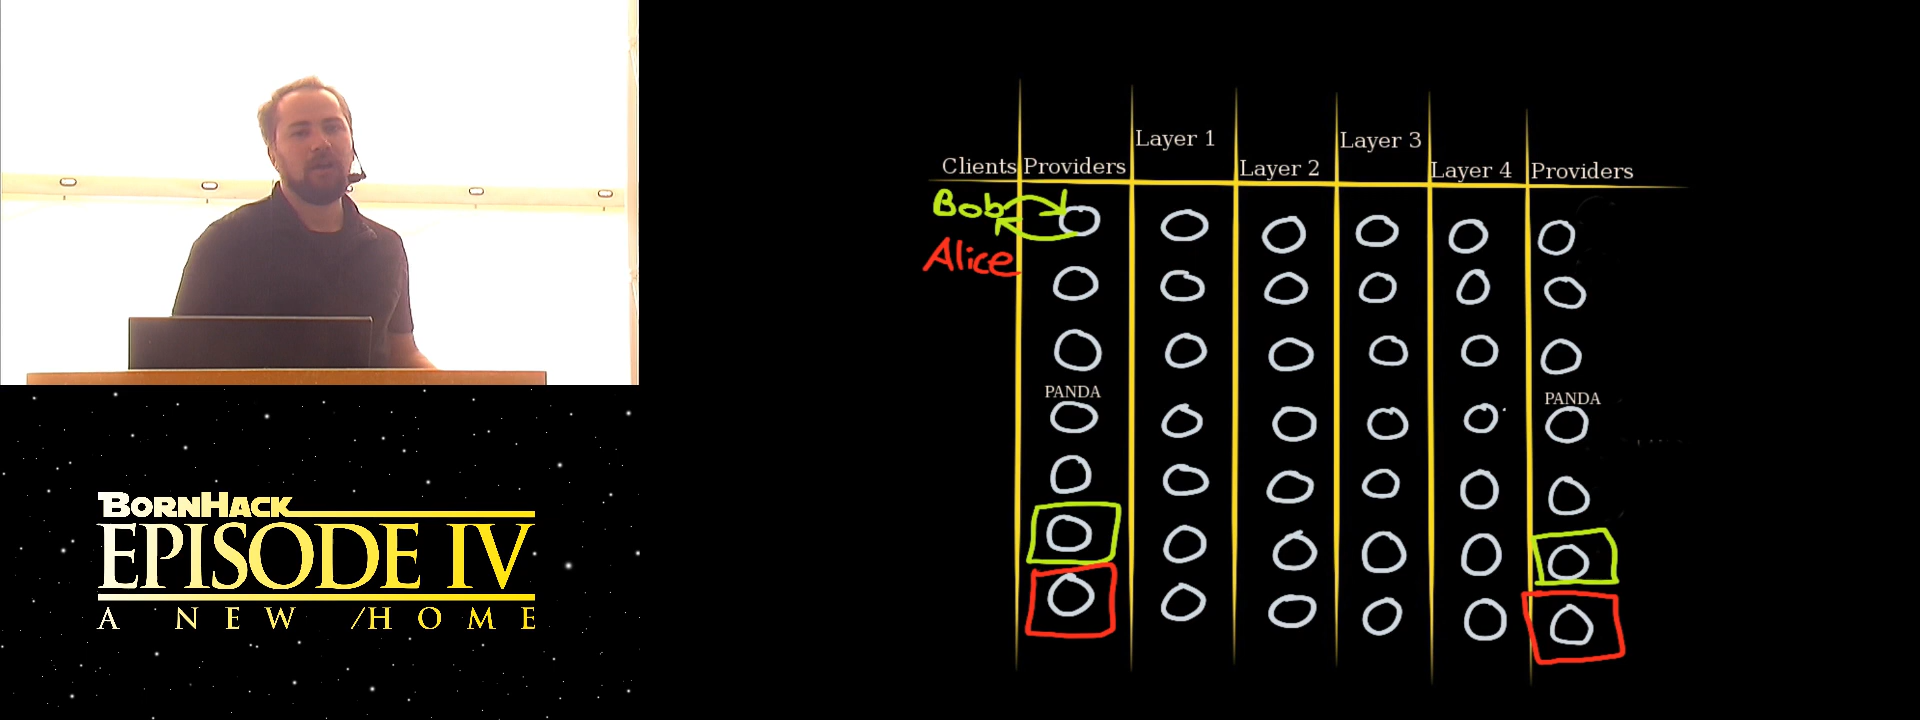 BORNHACK
EPISODE IV
A NEW /HOME
Clients Providers Layer 1 Layer 2 Layer 3 Layer 4 Providers
Bob
Alice
PANDA PANDA